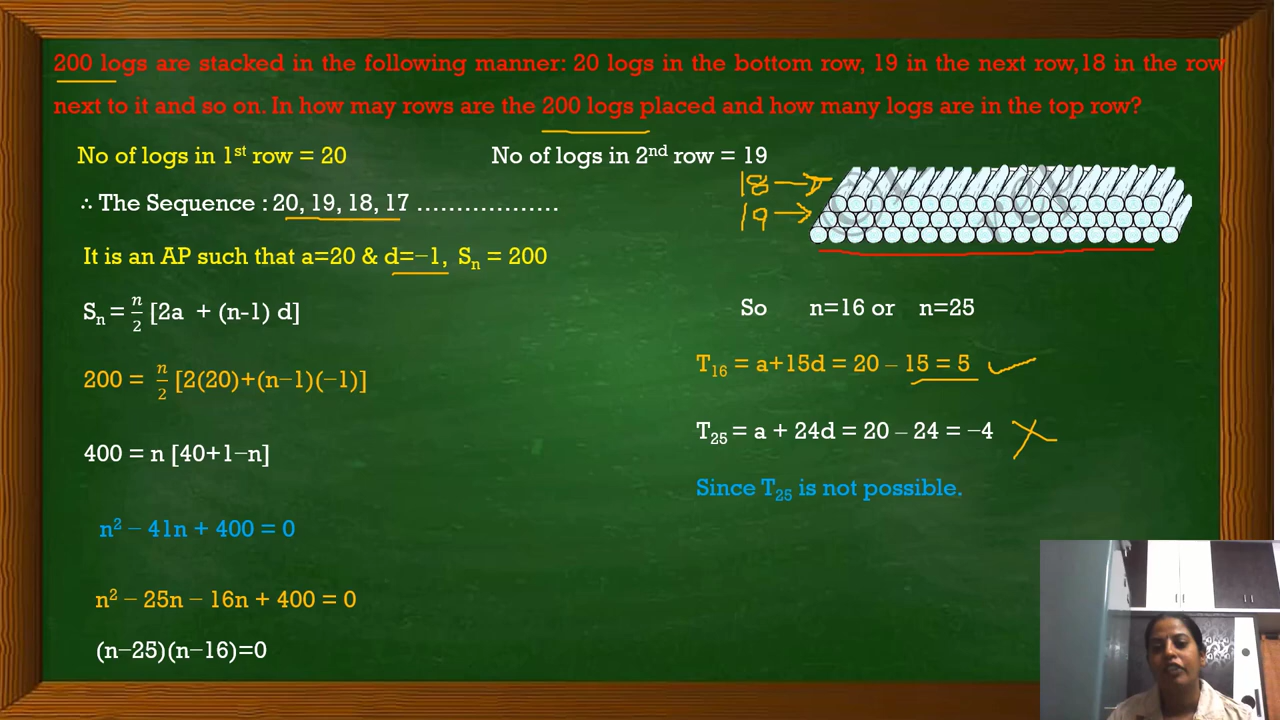 200 logs are stacked in the following manner: 20 logs in the bottom row, 19 in the next row,18 in the row
next to it and so on. In how may rows are the 200 logs placed and how many logs are in the top row?
No of logs in 1st row = 20
No of logs in 2nd row = 19
∴ The Sequence : 20, 19, 18, 17 ………………
It is an AP such that a=20 & d=−1, Sn = 200
Sn = n/2 [2a + (n-1) d]
200 = n/2 [2(20)+(n−1)(−1)]
400 = n [40+1−n]
n² − 41n + 400 = 0
n² − 25n − 16n + 400 = 0
(n−25)(n−16)=0
18 →
19 →
So n=16 or n=25
T16 = a+15d = 20 – 15 = 5
T25 = a + 24d = 20 – 24 = −4
Since T25 is not possible.